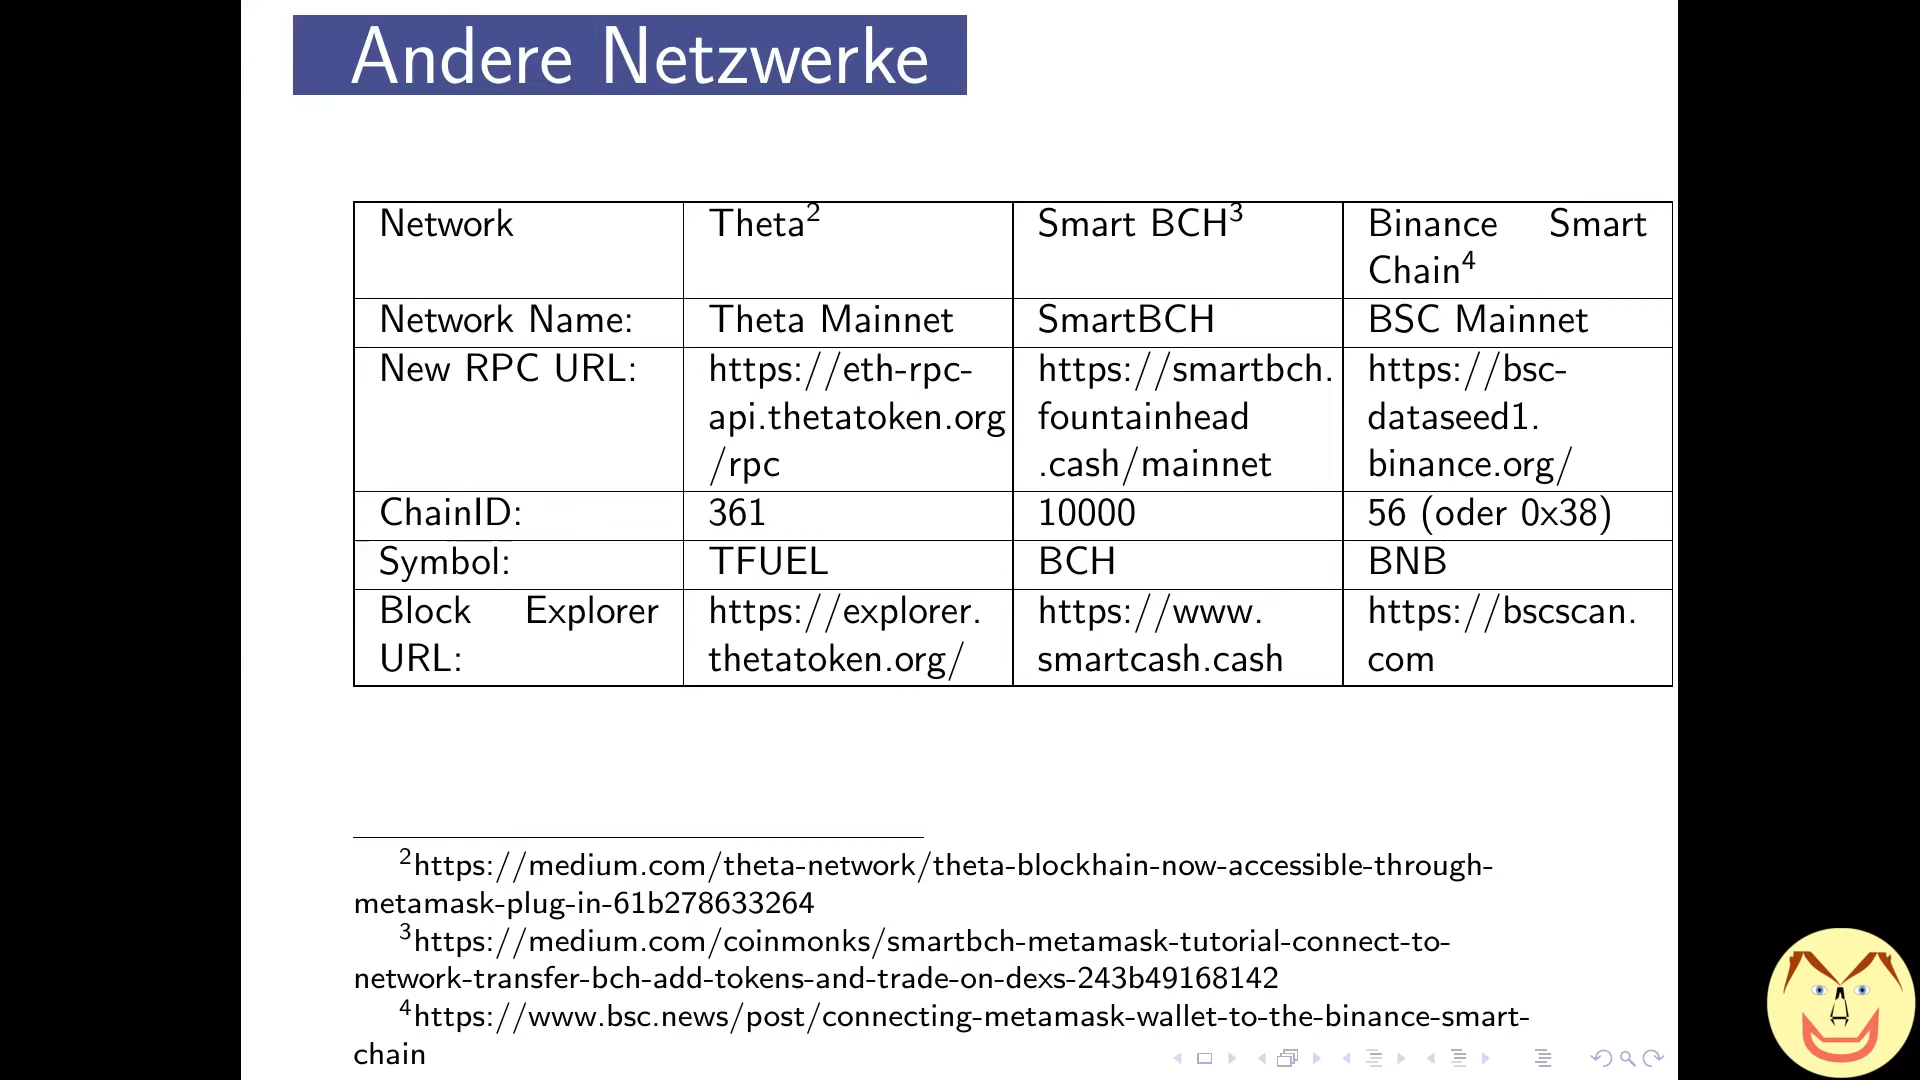 Andere Netzwerke
Network Theta2 Smart BCH3 Binance Smart
Chain4
Network Name: Theta Mainnet SmartBCH BSC Mainnet
New RPC URL: https://eth-rpc- https://smartbch. https://bsc-
api.thetatoken.org fountainhead dataseed1.
/rpc .cash/mainnet binance.org/
ChainID: 361 10000 56 (oder 0x38)
Symbol: TFUEL BCH BNB
Block Explorer https://explorer. https://www. https://bscscan.
URL: thetatoken.org/ smartcash.cash com
2https://medium.com/theta-network/theta-blockhain-now-accessible-through-
metamask-plug-in-61b278633264
3https://medium.com/coinmonks/smartbch-metamask-tutorial-connect-to-
network-transfer-bch-add-tokens-and-trade-on-dexs-243b49168142
4https://www.bsc.news/post/connecting-metamask-wallet-to-the-binance-smart-
chain